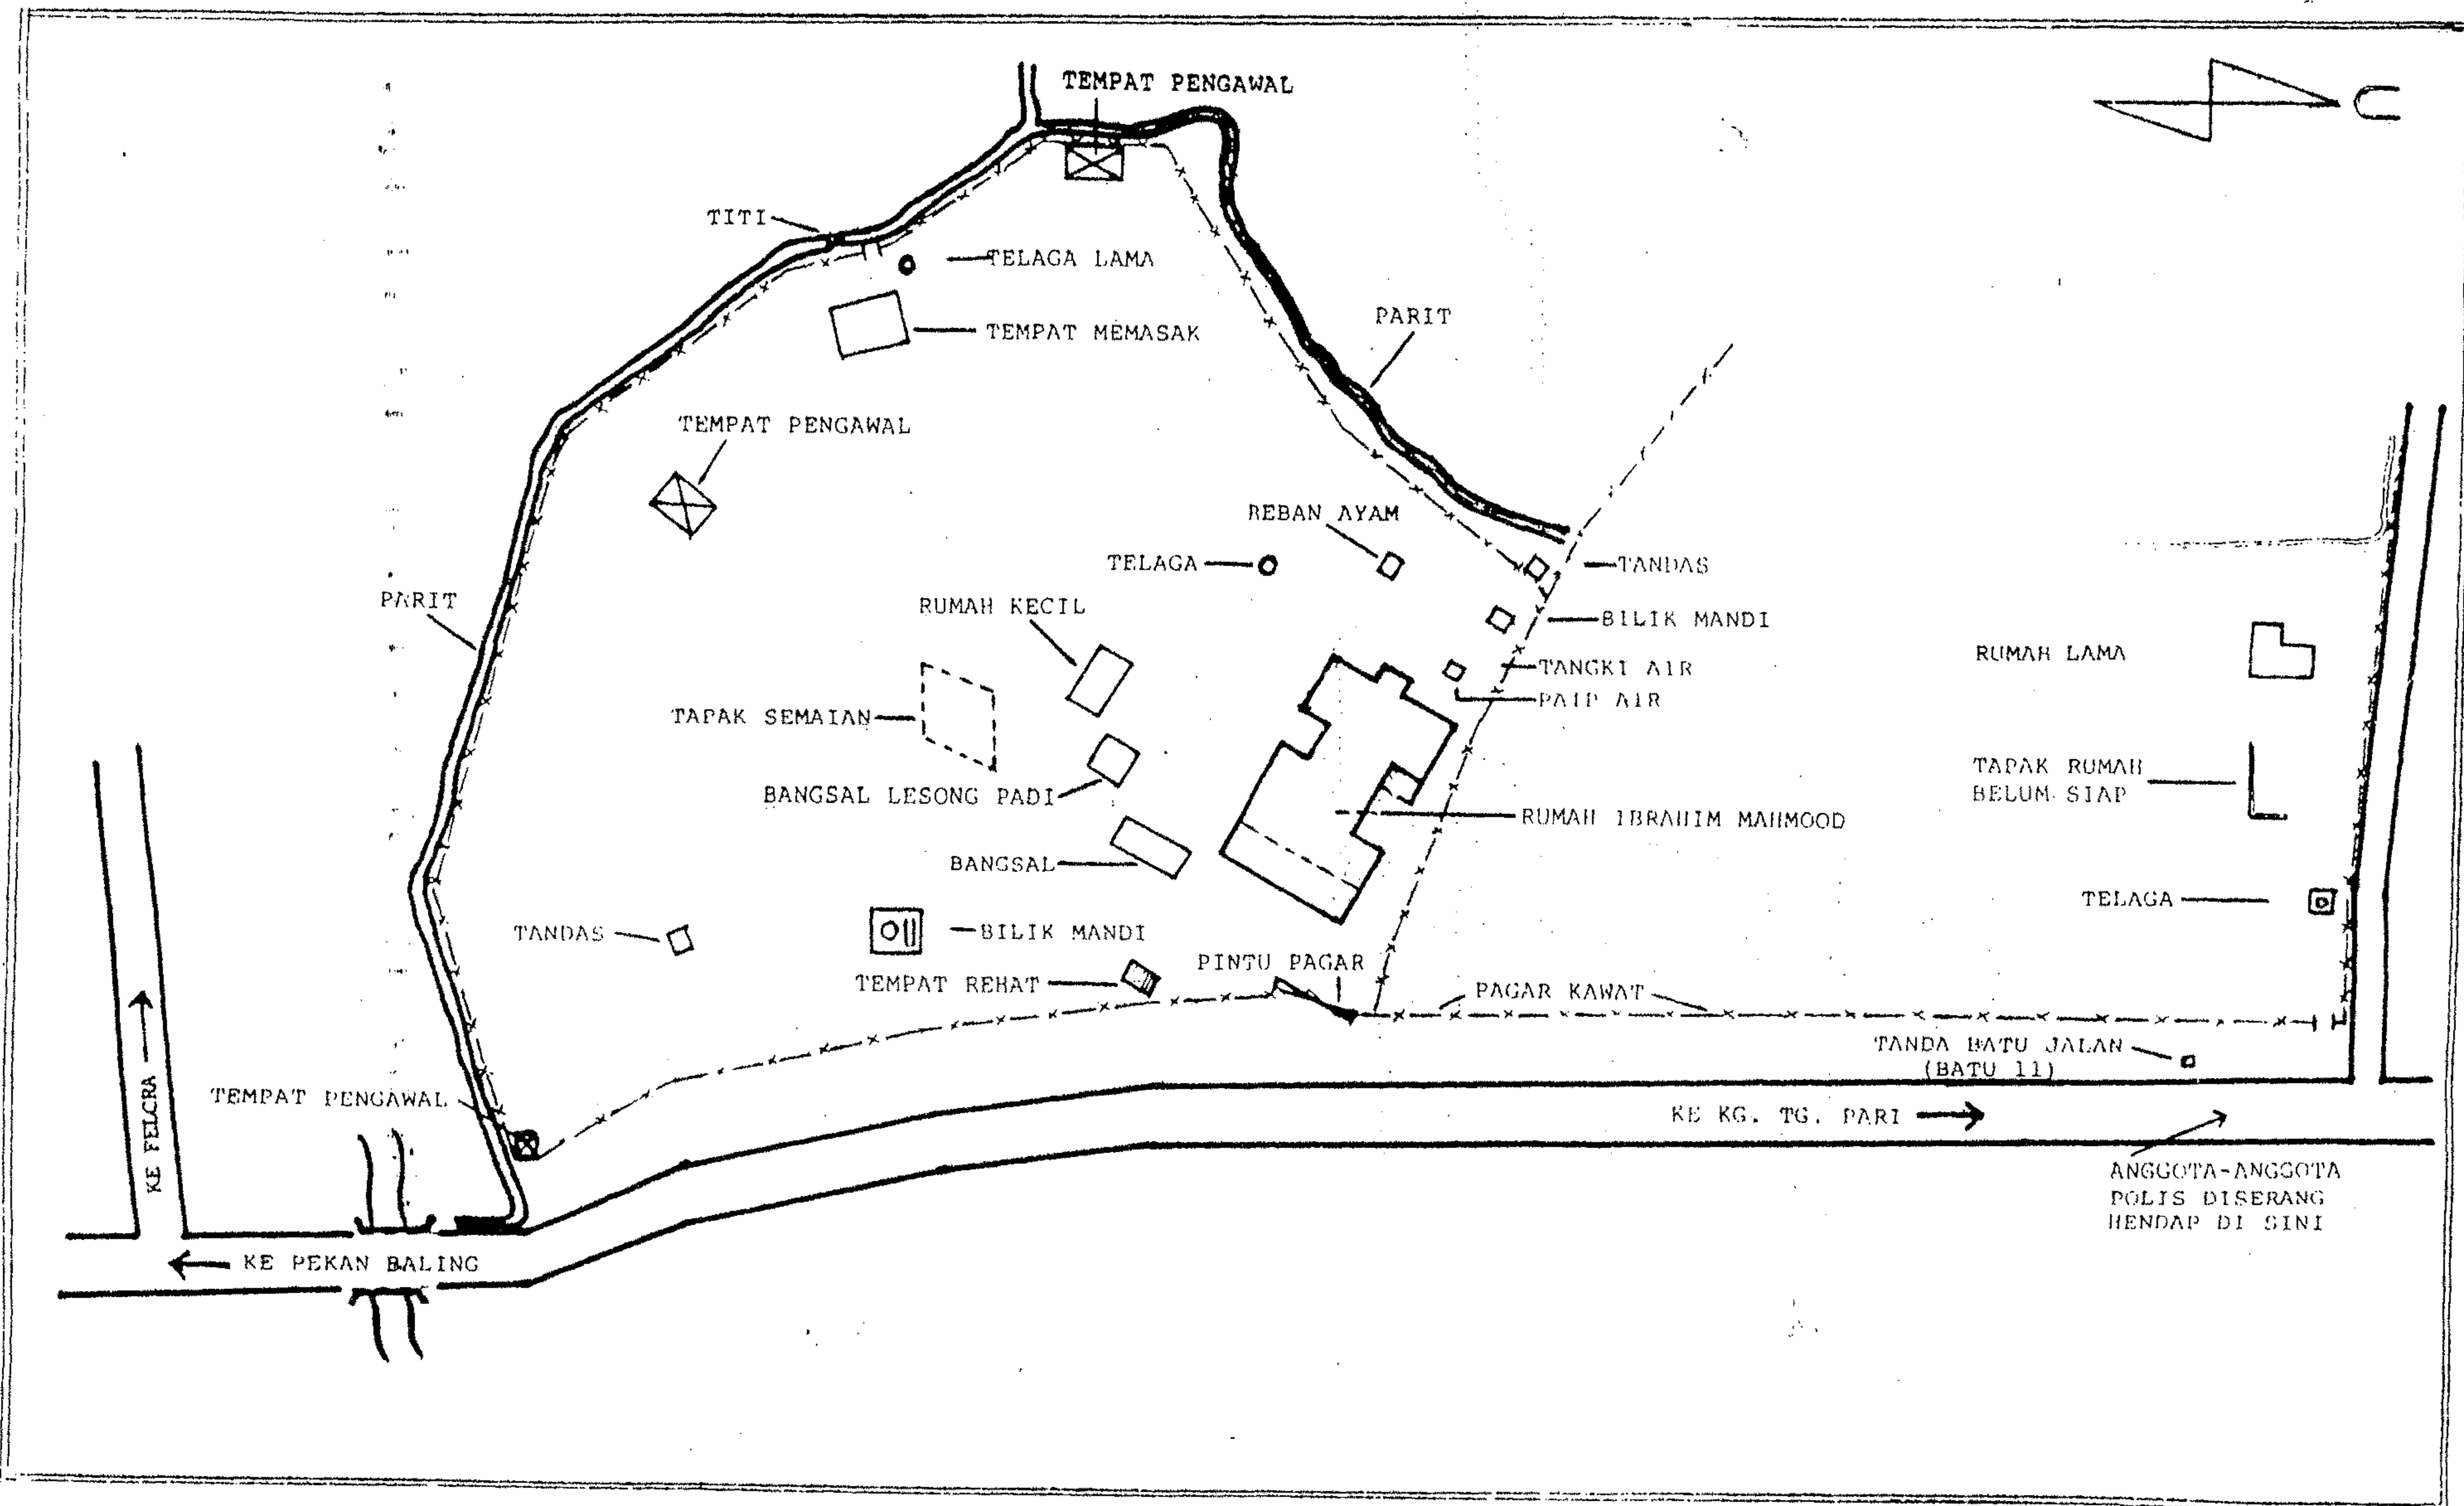 TEMPAT PENGAWAL
TITI
TELAGA LAMA
TEMPAT MEMASAK
PARIT
TEMPAT PENGAWAL
REBAN AYAM
TELAGA
TANDAS
PARIT
RUMAH KECIL
BILIK MANDI
RUMAH LAMA
TANGKI AIR
PAIP AIR
TAPAK SEMAIAN
TAPAK RUMAH
BELUM SIAP
BANGSAL LESONG PADI
RUMAH IBRAHIM MAHMOOD
BANGSAL
TELAGA
TANDAS
BILIK MANDI
PINTU PAGAR
TEMPAT REHAT
PAGAR KAWAT
TANDA BATU JALAN
(BATU 11)
TEMPAT PENGAWAL
KE FELCRA
KE KG. TG. PARI
ANGGOTA-ANGGOTA
POLIS DISERANG
HENDAP DI SINI
KE PEKAN BALING